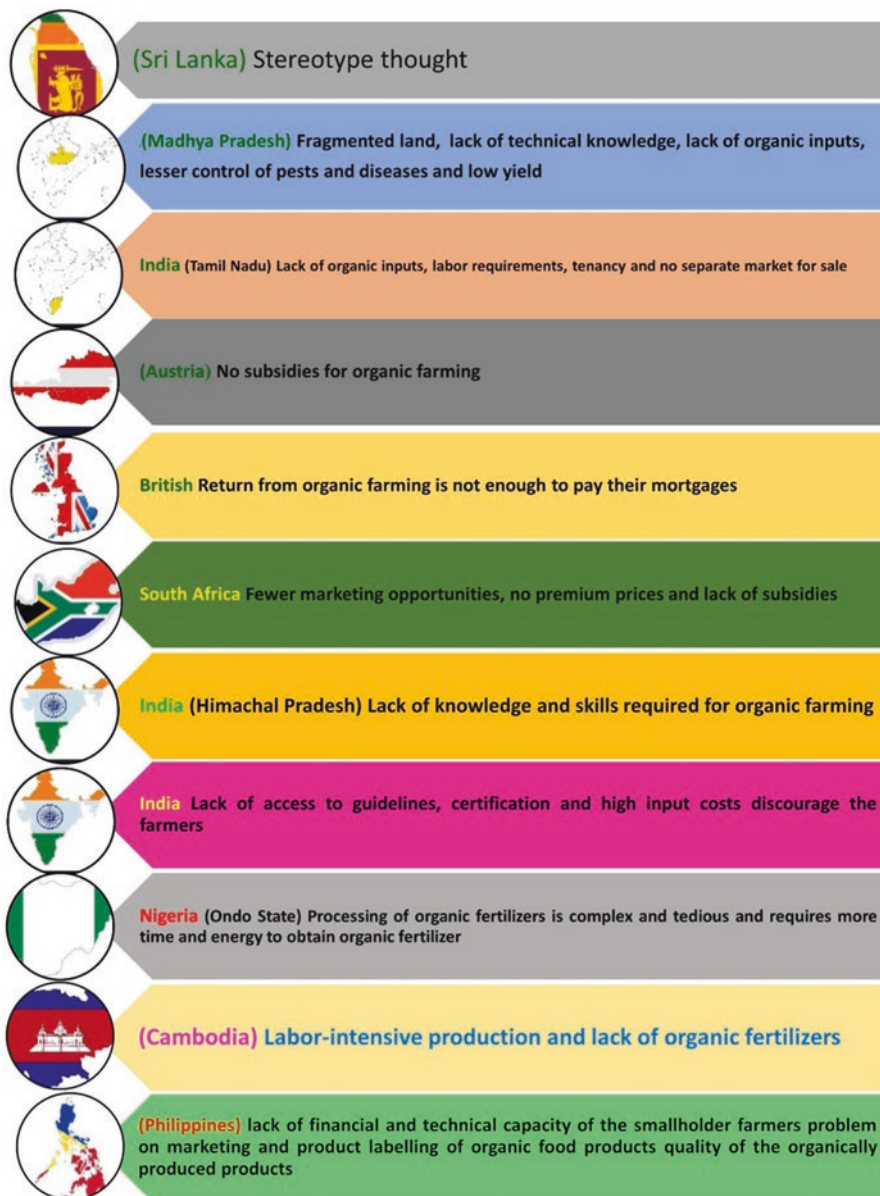 (Sri Lanka) Stereotype thought
(Madhya Pradesh) Fragmented land, lack of technical knowledge, lack of organic inputs,
lesser control of pests and diseases and low yield
India (Tamil Nadu) Lack of organic inputs, labor requirements, tenancy and no separate market for sale
(Austria) No subsidies for organic farming
British Return from organic farming is not enough to pay their mortgages
South Africa Fewer marketing opportunities, no premium prices and lack of subsidies
India (Himachal Pradesh) Lack of knowledge and skills required for organic farming
India Lack of access to guidelines, certification and high input costs discourage the
farmers
Nigeria (Ondo State) Processing of organic fertilizers is complex and tedious and requires more
time and energy to obtain organic fertilizer
(Cambodia) Labor-intensive production and lack of organic fertilizers
(Philippines) lack of financial and technical capacity of the smallholder farmers problem
on marketing and product labelling of organic food products quality of the organically
produced products